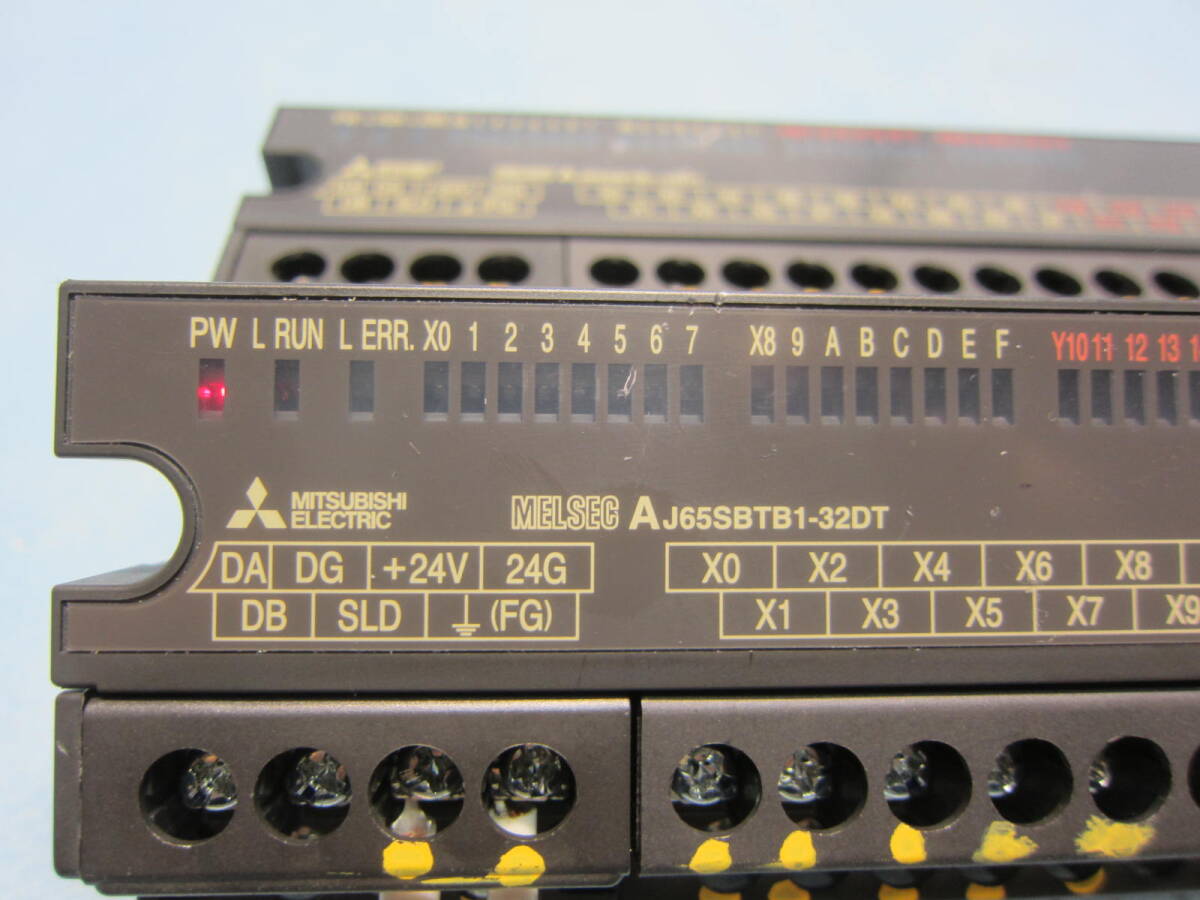 PW L RUN L ERR. X0 1 2 3 4 5 6 7 X8 9 A B C D E F Y10 11 12 13
MITSUBISHI
ELECTRIC
MELSEC AJ65SBTB1-32DT
DA DG +24V 24G X0 X2 X4 X6 X8
DB SLD (FG) X1 X3 X5 X7 X9